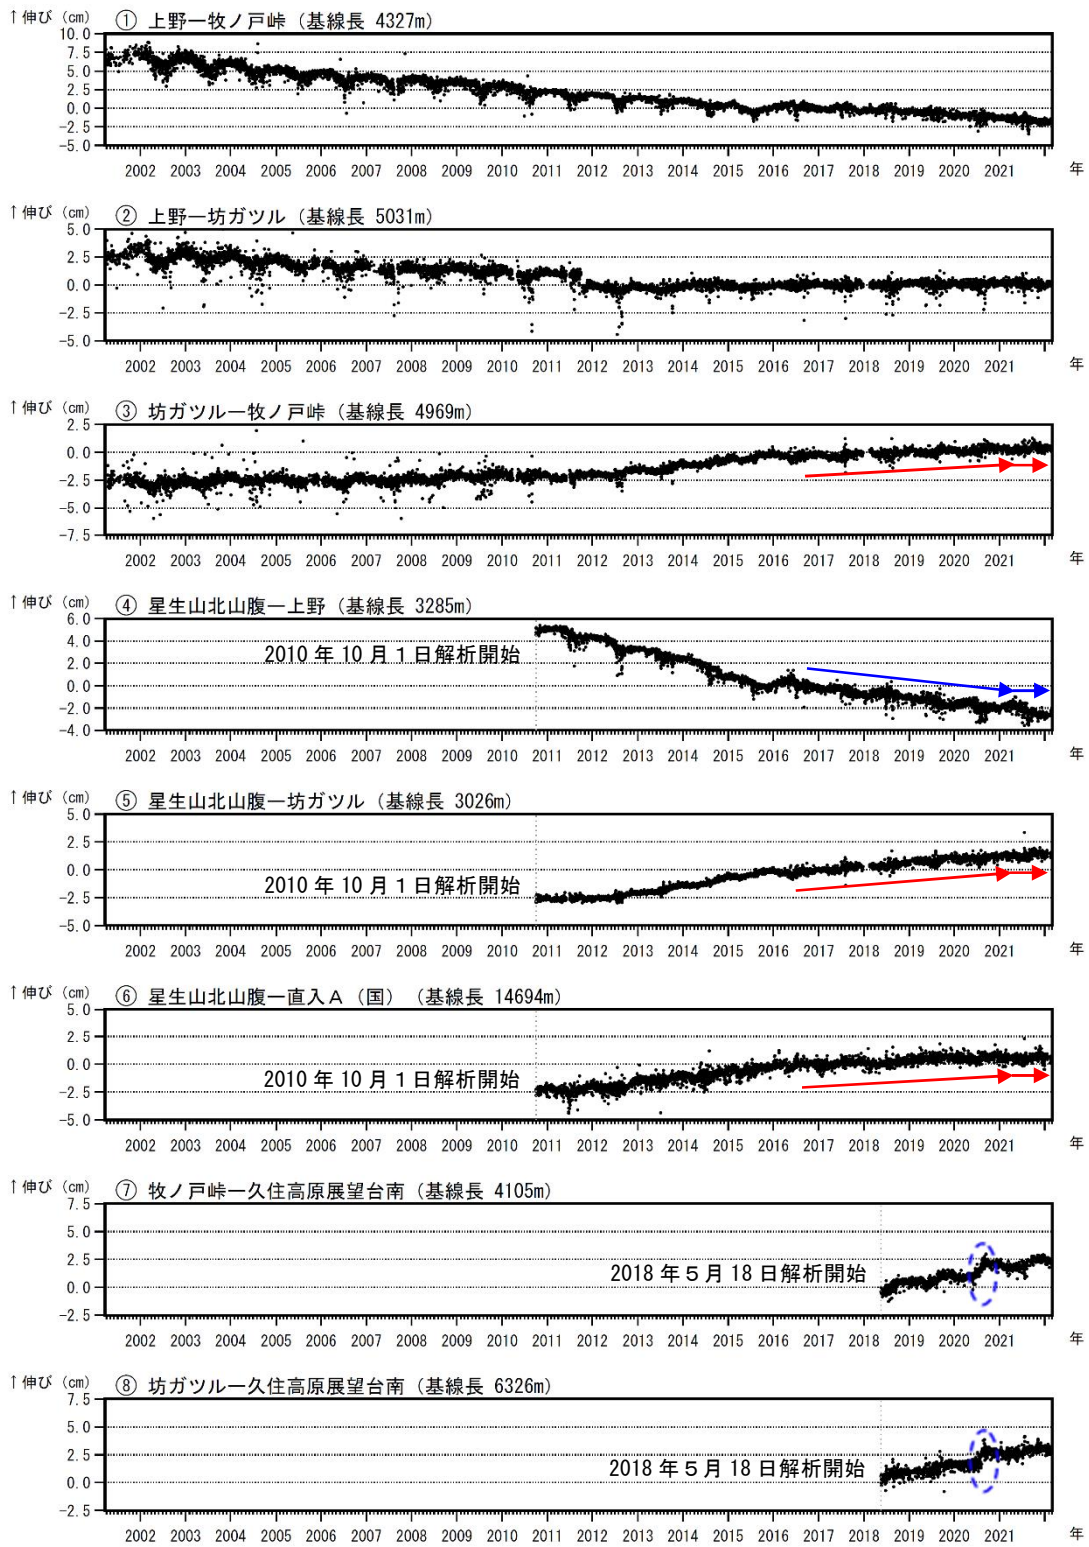 ↑伸び (cm) ① 上野ー牧ノ戸峠 (基線長 4327m)
10.0
7.5
5.0
2.5
0.0
-2.5
-5.0
2002 2003 2004 2005 2006 2007 2008 2009 2010 2011 2012 2013 2014 2015 2016 2017 2018 2019 2020 2021 年
↑伸び (cm) ② 上野ー坊ガツル (基線長 5031m)
5.0
2.5
0.0
-2.5
-5.0
2002 2003 2004 2005 2006 2007 2008 2009 2010 2011 2012 2013 2014 2015 2016 2017 2018 2019 2020 2021 年
↑伸び (cm) ③ 坊ガツルー牧ノ戸峠 (基線長 4969m)
2.5
0.0
-2.5
-5.0
-7.5
2002 2003 2004 2005 2006 2007 2008 2009 2010 2011 2012 2013 2014 2015 2016 2017 2018 2019 2020 2021 年
↑伸び (cm) ④ 星生山北山腹ー上野 (基線長 3285m)
6.0
4.0
2010 年 10 月 1 日解析開始
2.0
0.0
-2.0
-4.0
2002 2003 2004 2005 2006 2007 2008 2009 2010 2011 2012 2013 2014 2015 2016 2017 2018 2019 2020 2021 年
↑伸び (cm) ⑤ 星生山北山腹ー坊ガツル (基線長 3026m)
5.0
2.5
0.0
2010 年 10 月 1 日解析開始
-2.5
-5.0
2002 2003 2004 2005 2006 2007 2008 2009 2010 2011 2012 2013 2014 2015 2016 2017 2018 2019 2020 2021 年
↑伸び (cm) ⑥ 星生山北山腹ー直入A (国) (基線長 14694m)
5.0
2.5
0.0
2010 年 10 月 1 日解析開始
-2.5
-5.0
2002 2003 2004 2005 2006 2007 2008 2009 2010 2011 2012 2013 2014 2015 2016 2017 2018 2019 2020 2021 年
↑伸び (cm) ⑦ 牧ノ戸峠ー久住高原展望台南 (基線長 4105m)
7.5
5.0
2.5
2018 年 5 月 18 日解析開始
0.0
-2.5
2002 2003 2004 2005 2006 2007 2008 2009 2010 2011 2012 2013 2014 2015 2016 2017 2018 2019 2020 2021 年
↑伸び (cm) ⑧ 坊ガツルー久住高原展望台南 (基線長 6326m)
7.5
5.0
2.5
2018 年 5 月 18 日解析開始
0.0
-2.5
2002 2003 2004 2005 2006 2007 2008 2009 2010 2011 2012 2013 2014 2015 2016 2017 2018 2019 2020 2021 年